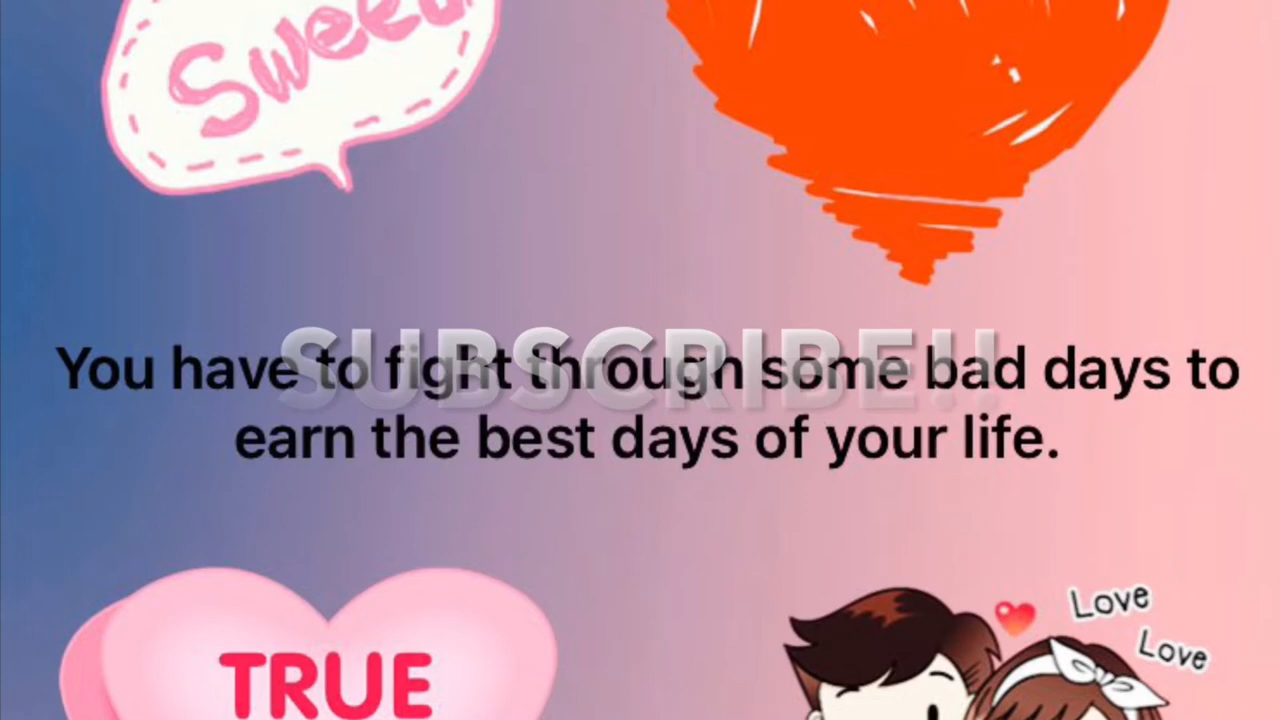 Sweet
SUBSCRIBE!!
You have to fight through some bad days to
earn the best days of your life.
TRUE
Love
Love